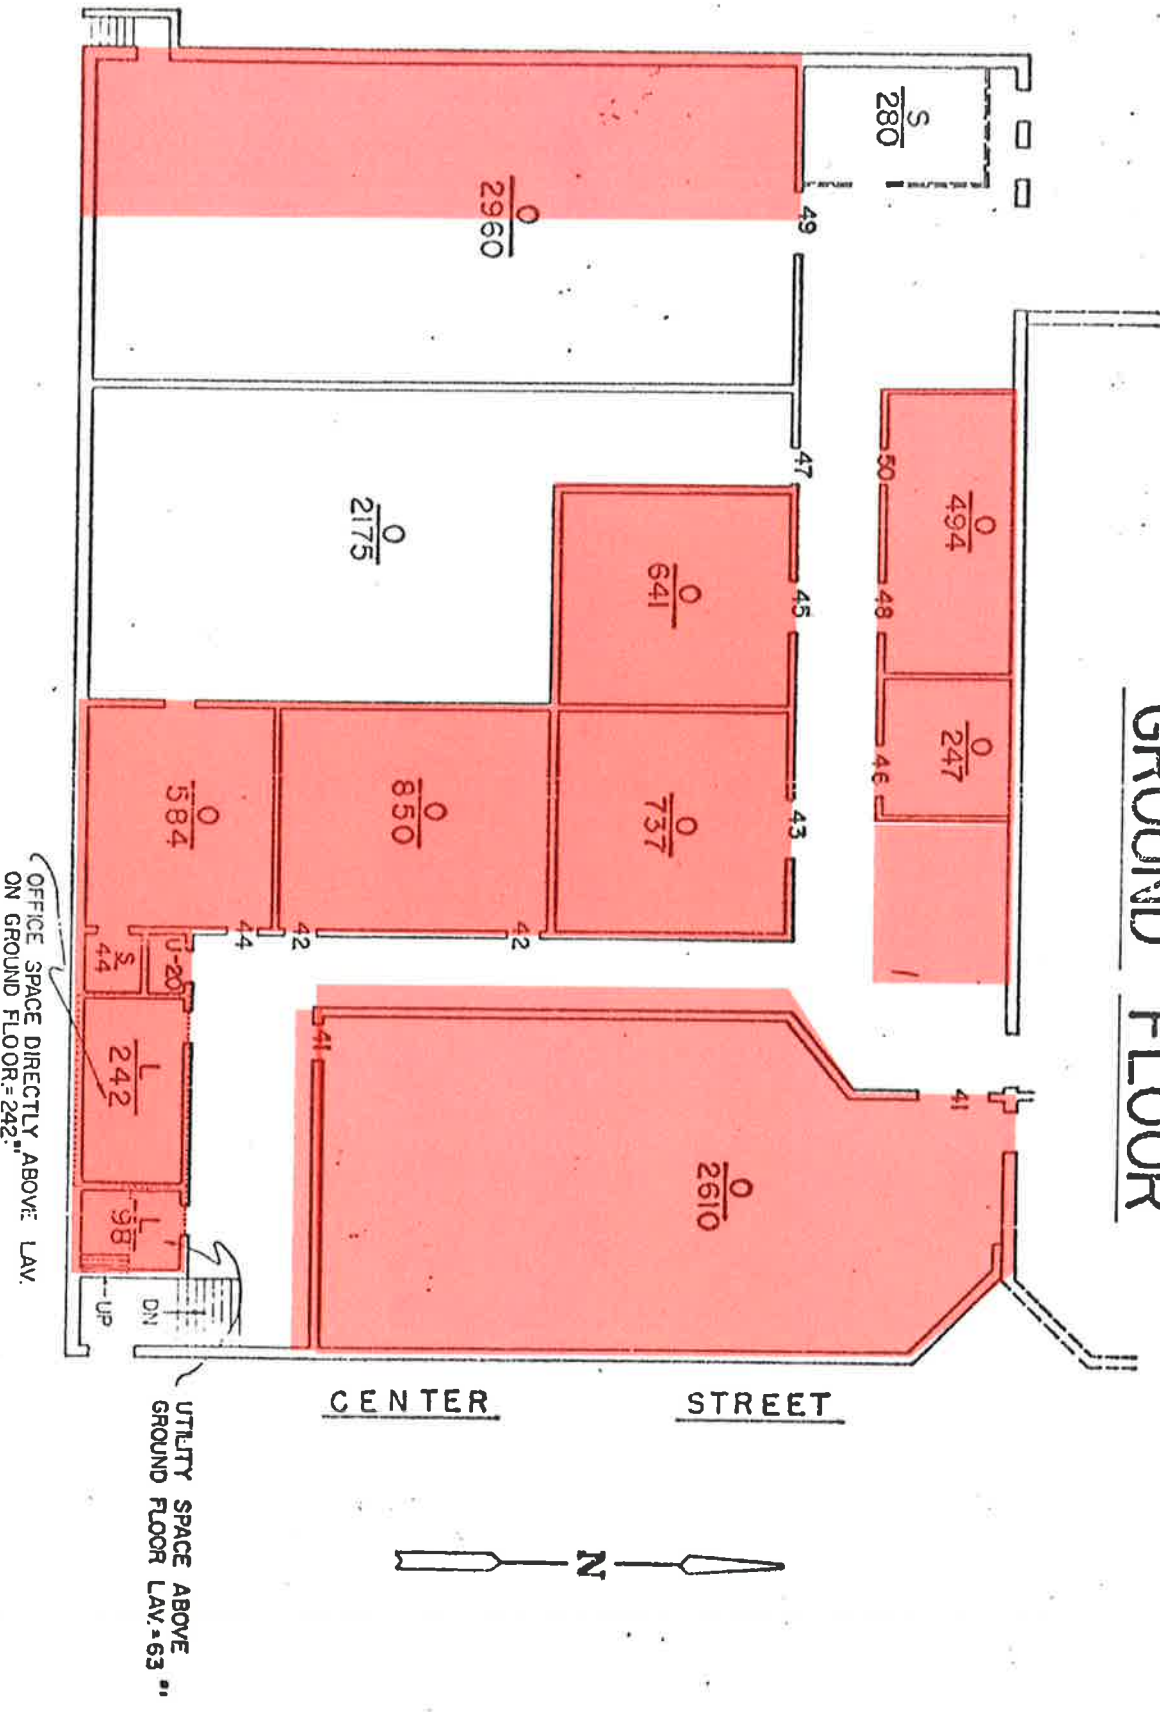 GROUND FLOOR
S
280
49
O
2960
50
O
494
48
O
247
46
47
O
2175
O
641
45
O
737
43
O
850
O
584
44
42
42
S
44
U-20
41
41
O
2610
L
242
L
98
UP
DN
OFFICE SPACE DIRECTLY ABOVE LAV.
ON GROUND FLOOR.=242.
CENTER STREET
UTILITY SPACE ABOVE
GROUND FLOOR LAV.=63
N